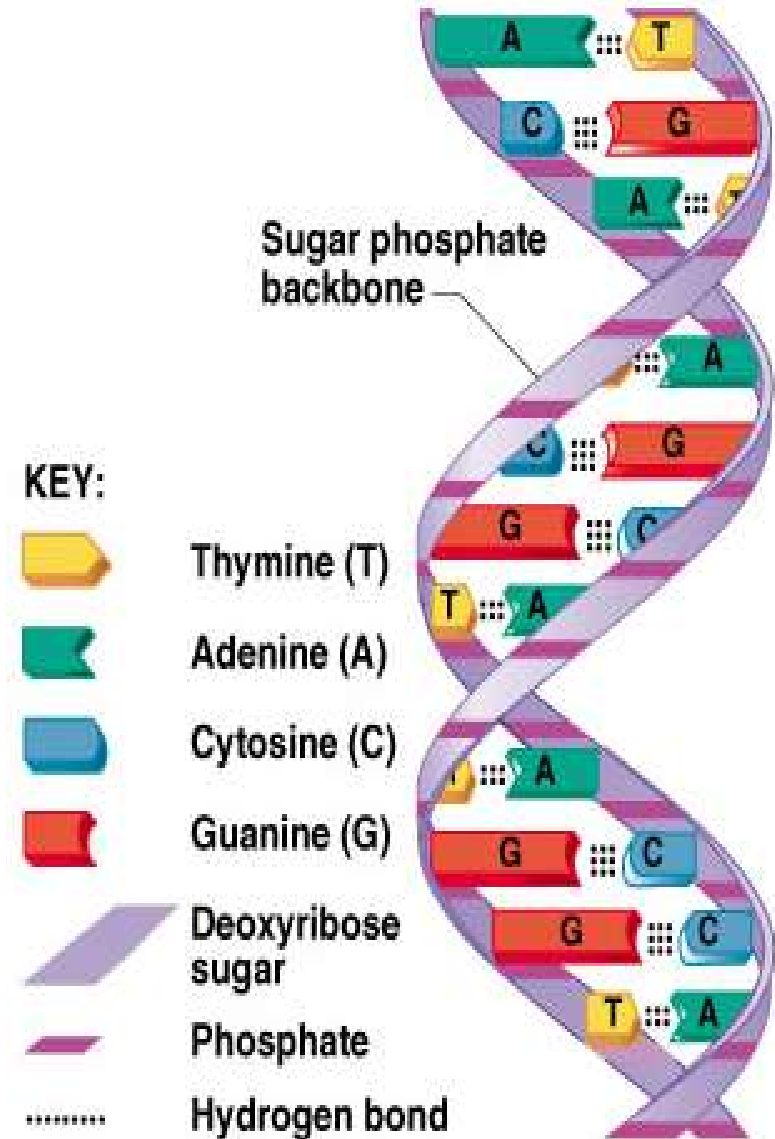 A T
C G
A T
Sugar phosphate
backbone
A
C G
G C
T A
KEY:
Thymine (T)
Adenine (A)
Cytosine (C)
T A
Guanine (G)
G C
Deoxyribose
sugar
G C
Phosphate
T A
Hydrogen bond